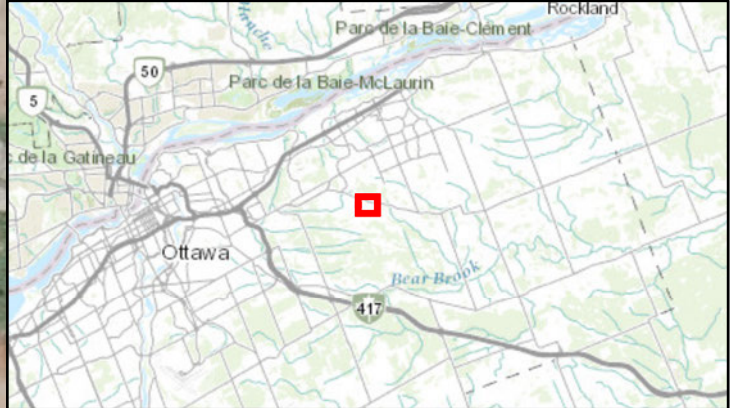 Rockland
Parc de la Baie-Clément
50
Parc de la Baie-McLaurin
5
c de la Gatineau
Ottawa
Bear Brook
417